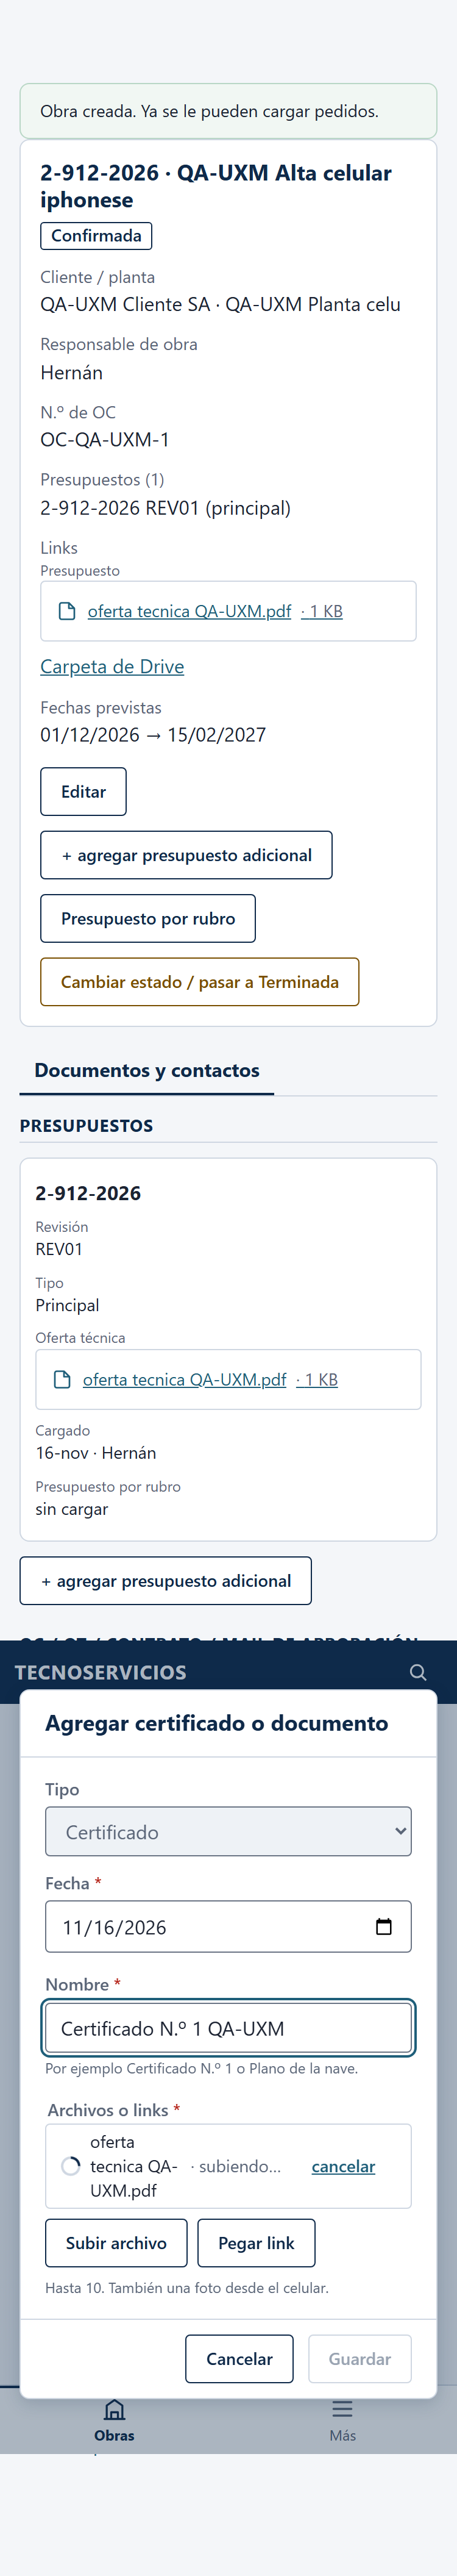 Obra creada. Ya se le pueden cargar pedidos.
2-912-2026 · QA-UXM Alta celular
iphonese
Confirmada
Cliente / planta
QA-UXM Cliente SA · QA-UXM Planta celu
Responsable de obra
Hernán
N.º de OC
OC-QA-UXM-1
Presupuestos (1)
2-912-2026 REV01 (principal)
Links
Presupuesto
oferta tecnica QA-UXM.pdf · 1 KB
Carpeta de Drive
Fechas previstas
01/12/2026 → 15/02/2027
Editar
+ agregar presupuesto adicional
Presupuesto por rubro
Cambiar estado / pasar a Terminada
Documentos y contactos
PRESUPUESTOS
2-912-2026
Revisión
REV01
Tipo
Principal
Oferta técnica
oferta tecnica QA-UXM.pdf · 1 KB
Cargado
16-nov · Hernán
Presupuesto por rubro
sin cargar
+ agregar presupuesto adicional
OC / OT / CONTRATO / MAIL DE APROBACIÓN
TECNOSERVICIOS
Agregar certificado o documento
Tipo
Certificado
Fecha *
11/16/2026
Nombre *
Certificado N.º 1 QA-UXM
Por ejemplo Certificado N.º 1 o Plano de la nave.
Archivos o links *
oferta
tecnica QA-
UXM.pdf
· subiendo...
cancelar
Subir archivo
Pegar link
Hasta 10. También una foto desde el celular.
Cancelar
Guardar
Obras
Más